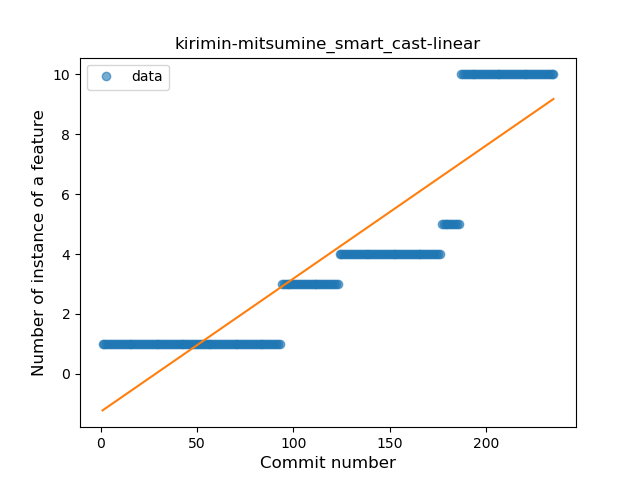 kirimin-mitsumine_smart_cast-linear
data
Number of instance of a feature
10
8
6
4
2
0
0
50
100
150
200
Commit number